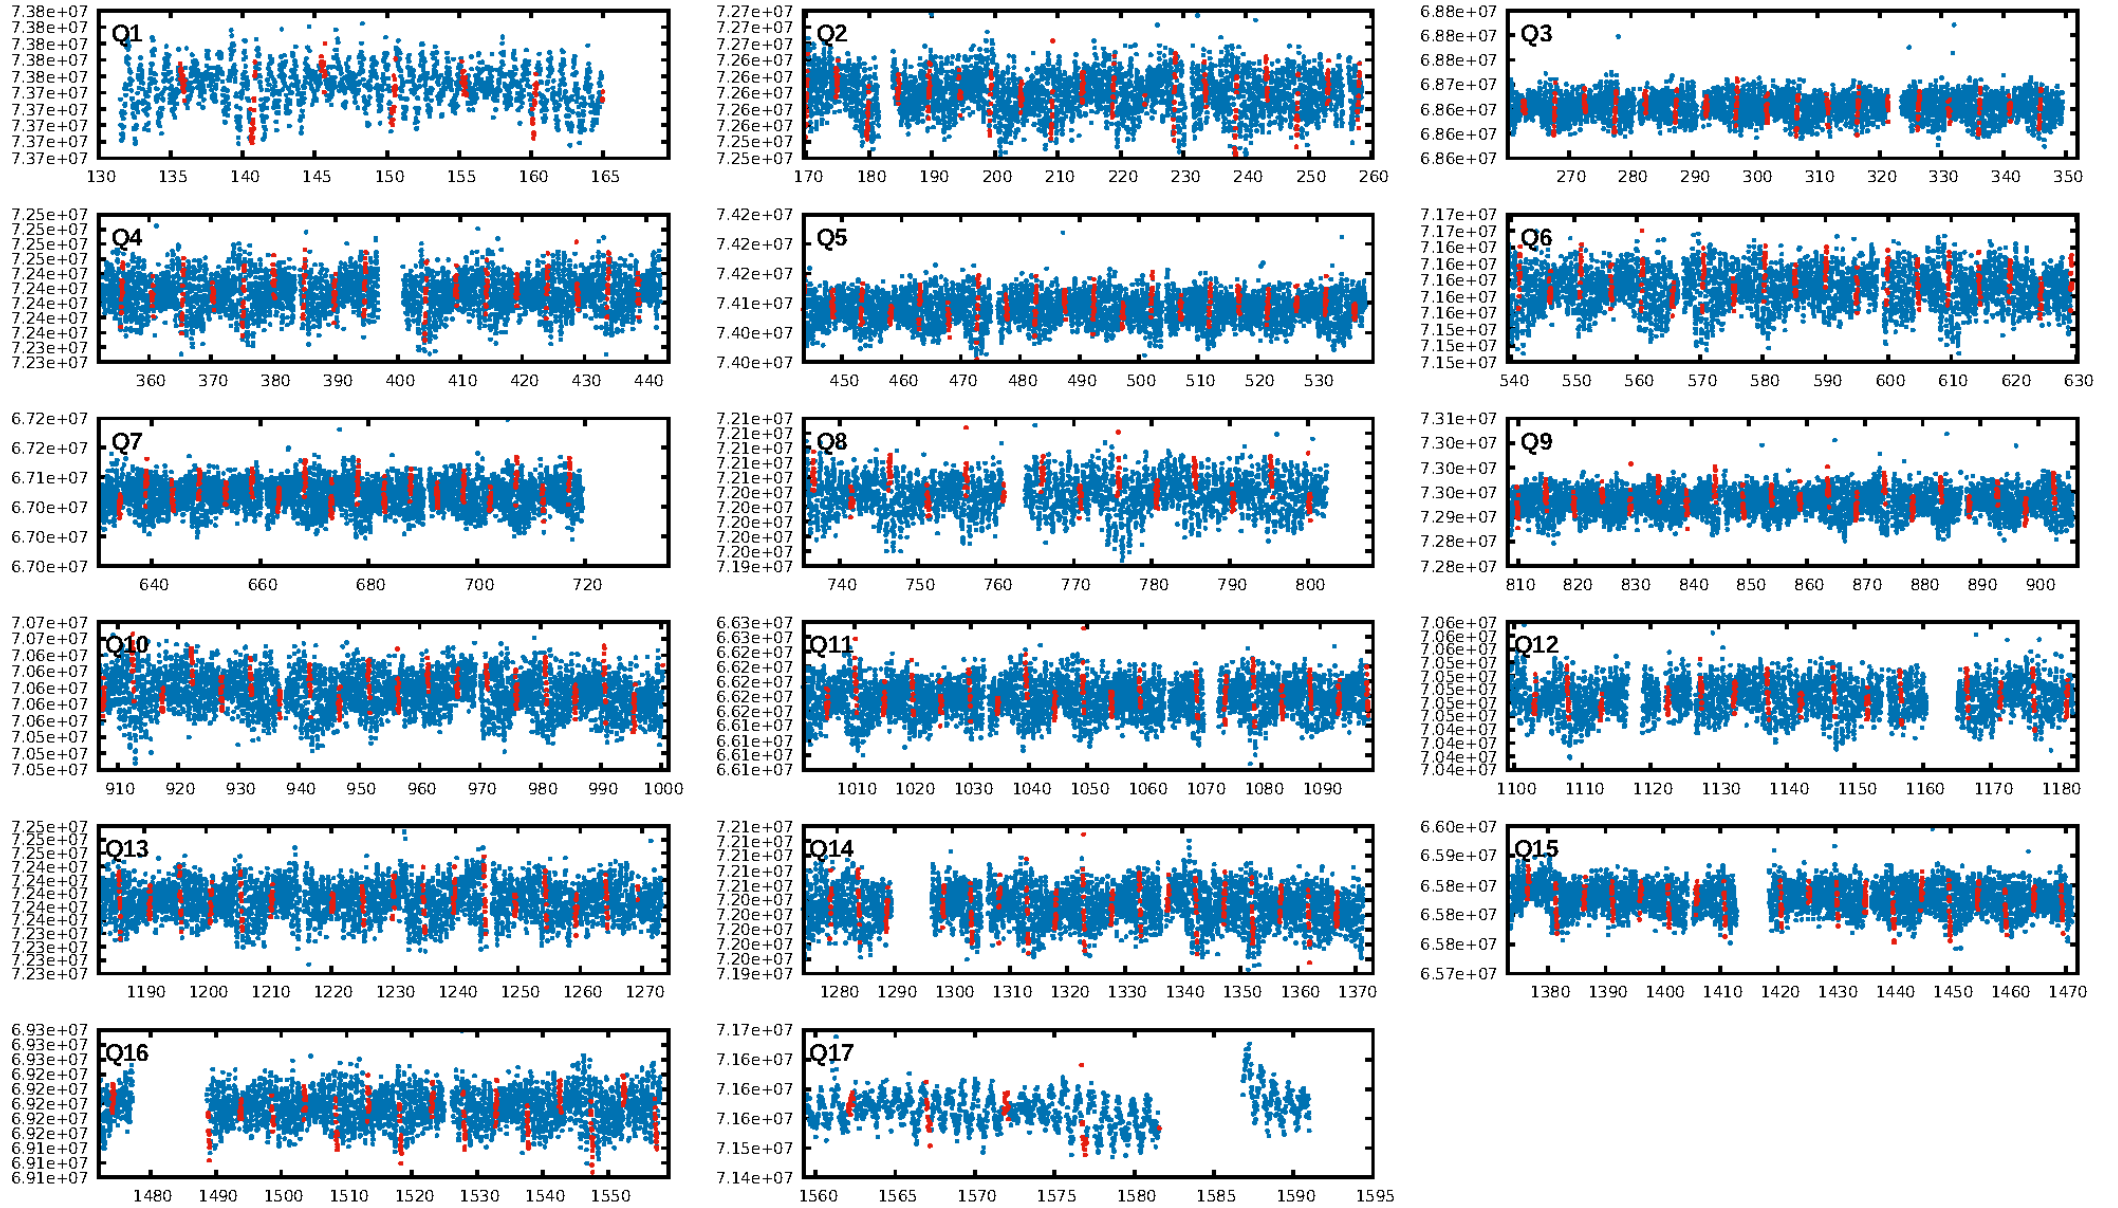 7.38e+07 7.38e+07 7.38e+07 7.38e+07 7.38e+07 7.37e+07 7.37e+07 7.37e+07 7.37e+07 7.37e+07
Q1
130 135 140 145 150 155 160 165
7.27e+07 7.27e+07 7.27e+07 7.26e+07 7.26e+07 7.26e+07 7.26e+07 7.26e+07 7.25e+07 7.25e+07
Q2
170 180 190 200 210 220 230 240 250 260
6.88e+07 6.88e+07 6.88e+07 6.87e+07 6.86e+07 6.86e+07 6.86e+07
Q3
270 280 290 300 310 320 330 340 350
7.25e+07 7.25e+07 7.25e+07 7.24e+07 7.24e+07 7.24e+07 7.24e+07 7.24e+07 7.23e+07 7.23e+07
Q4
360 370 380 390 400 410 420 430 440
7.42e+07 7.42e+07 7.42e+07 7.41e+07 7.40e+07 7.40e+07
Q5
450 460 470 480 490 500 510 520 530
7.17e+07 7.17e+07 7.16e+07 7.16e+07 7.16e+07 7.16e+07 7.16e+07 7.15e+07 7.15e+07 7.15e+07
Q6
540 550 560 570 580 590 600 610 620 630
6.72e+07 6.72e+07 6.71e+07 6.70e+07 6.70e+07 6.70e+07
Q7
640 660 680 700 720
7.21e+07 7.21e+07 7.21e+07 7.21e+07 7.21e+07 7.20e+07 7.20e+07 7.20e+07 7.20e+07 7.20e+07 7.19e+07
Q8
740 750 760 770 780 790 800
7.31e+07 7.30e+07 7.30e+07 7.30e+07 7.29e+07 7.28e+07 7.28e+07
Q9
810 820 830 840 850 860 870 880 890 900
7.07e+07 7.07e+07 7.06e+07 7.06e+07 7.06e+07 7.06e+07 7.06e+07 7.05e+07 7.05e+07 7.05e+07
Q10
910 920 930 940 950 960 970 980 990 1000
6.63e+07 6.63e+07 6.62e+07 6.62e+07 6.62e+07 6.62e+07 6.61e+07 6.61e+07 6.61e+07 6.61e+07
Q11
1010 1020 1030 1040 1050 1060 1070 1080 1090
7.06e+07 7.06e+07 7.06e+07 7.05e+07 7.05e+07 7.05e+07 7.05e+07 7.05e+07 7.04e+07 7.04e+07 7.04e+07
Q12
1100 1110 1120 1130 1140 1150 1160 1170 1180
7.25e+07 7.25e+07 7.25e+07 7.24e+07 7.24e+07 7.24e+07 7.24e+07 7.24e+07 7.23e+07 7.23e+07 7.23e+07
Q13
1190 1200 1210 1220 1230 1240 1250 1260 1270
7.21e+07 7.21e+07 7.21e+07 7.21e+07 7.21e+07 7.20e+07 7.20e+07 7.20e+07 7.20e+07 7.19e+07
Q14
1280 1290 1300 1310 1320 1330 1340 1350 1360 1370
6.60e+07 6.59e+07 6.58e+07 6.58e+07 6.58e+07 6.57e+07
Q15
1380 1390 1400 1410 1420 1430 1440 1450 1460 1470
6.93e+07 6.93e+07 6.93e+07 6.92e+07 6.92e+07 6.92e+07 6.92e+07 6.92e+07 6.91e+07 6.91e+07 6.91e+07
Q16
1480 1490 1500 1510 1520 1530 1540 1550
7.17e+07 7.16e+07 7.16e+07 7.16e+07 7.15e+07 7.14e+07
Q17
1560 1565 1570 1575 1580 1585 1590 1595